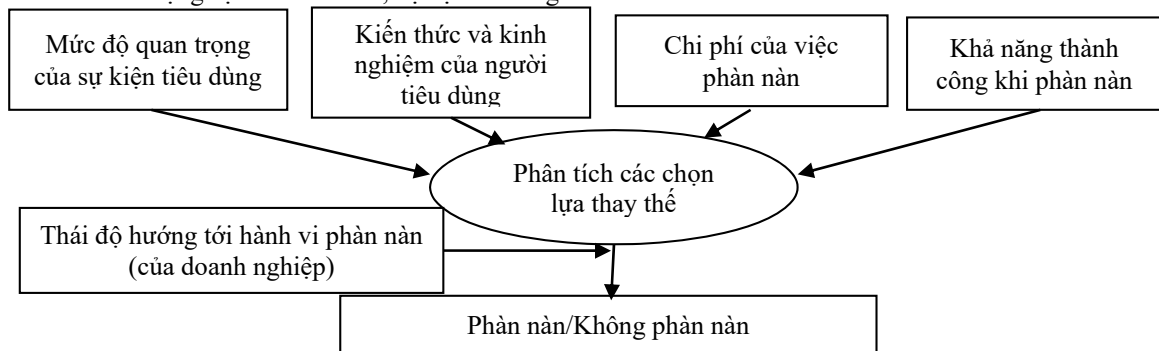 Mức độ quan trọng
của sự kiện tiêu dùng
Kiến thức và kinh
nghiệm của người
tiêu dùng
Chi phí của việc
phàn nàn
Khả năng thành
công khi phàn nàn
Phân tích các chọn
lựa thay thế
Thái độ hướng tới hành vi phàn nàn
(của doanh nghiệp)
Phàn nàn/Không phàn nàn